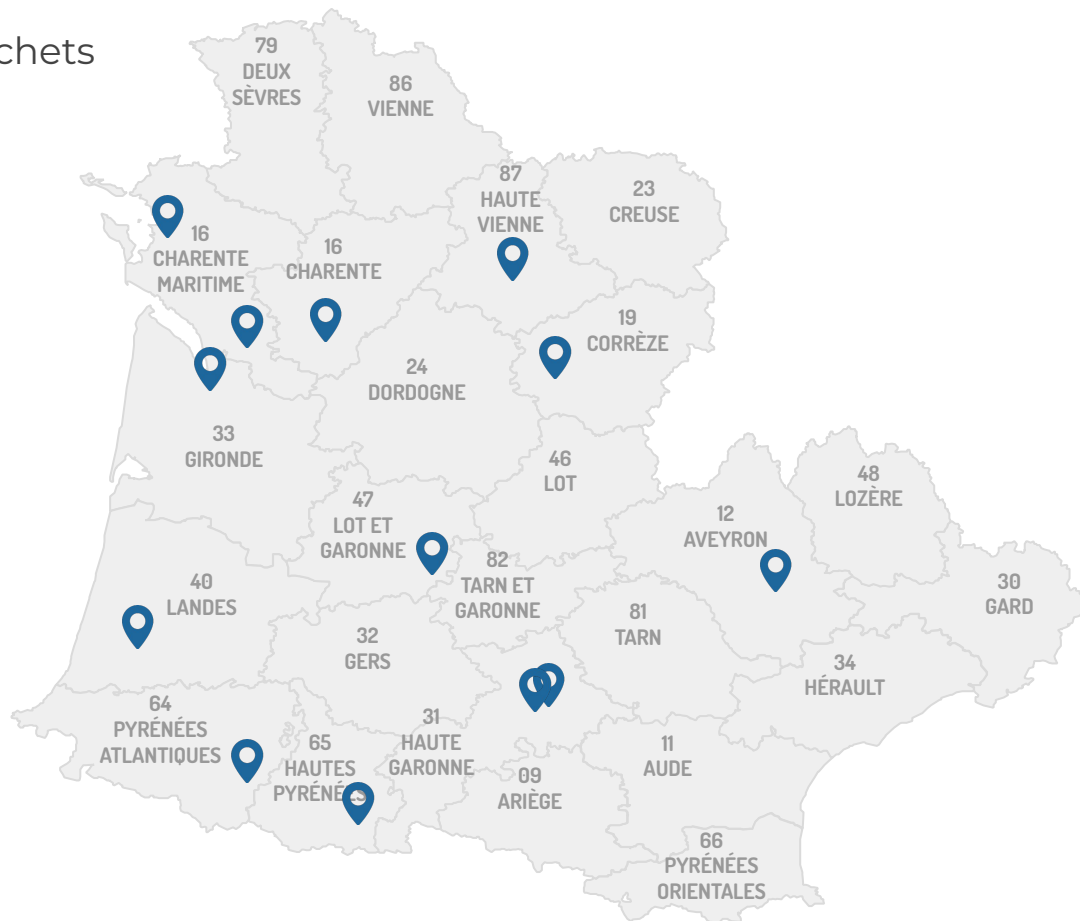 chets
79
DEUX
SÈVRES
86
VIENNE
87
HAUTE
VIENNE
23
CREUSE
16
CHARENTE
MARITIME
16
CHARENTE
19
CORRÈZE
24
DORDOGNE
33
GIRONDE
46
LOT
48
LOZÈRE
47
LOT ET
GARONNE
12
AVEYRON
82
TARN ET
GARONNE
40
LANDES
30
GARD
81
TARN
32
GERS
34
HÉRAULT
64
PYRÉNÉES
ATLANTIQUES
31
HAUTE
GARONNE
65
HAUTES
PYRÉNÉES
11
AUDE
09
ARIÈGE
66
PYRÉNÉES
ORIENTALES